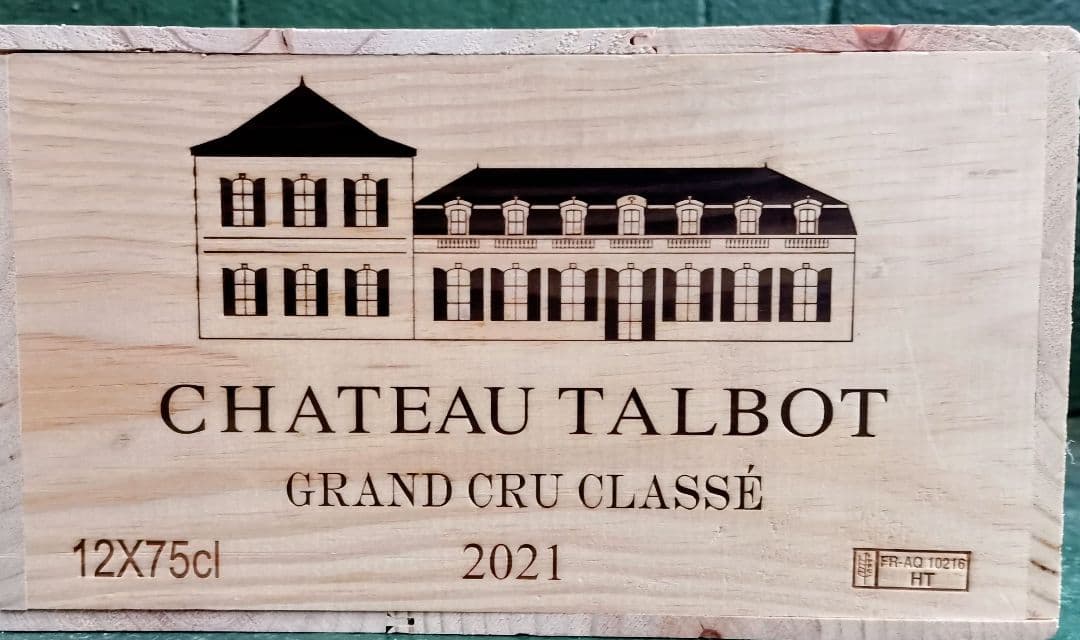 CHATEAU TALBOT
GRAND CRU CLASSÉ
12X75cl
2021
FR-AQ 10216
HT